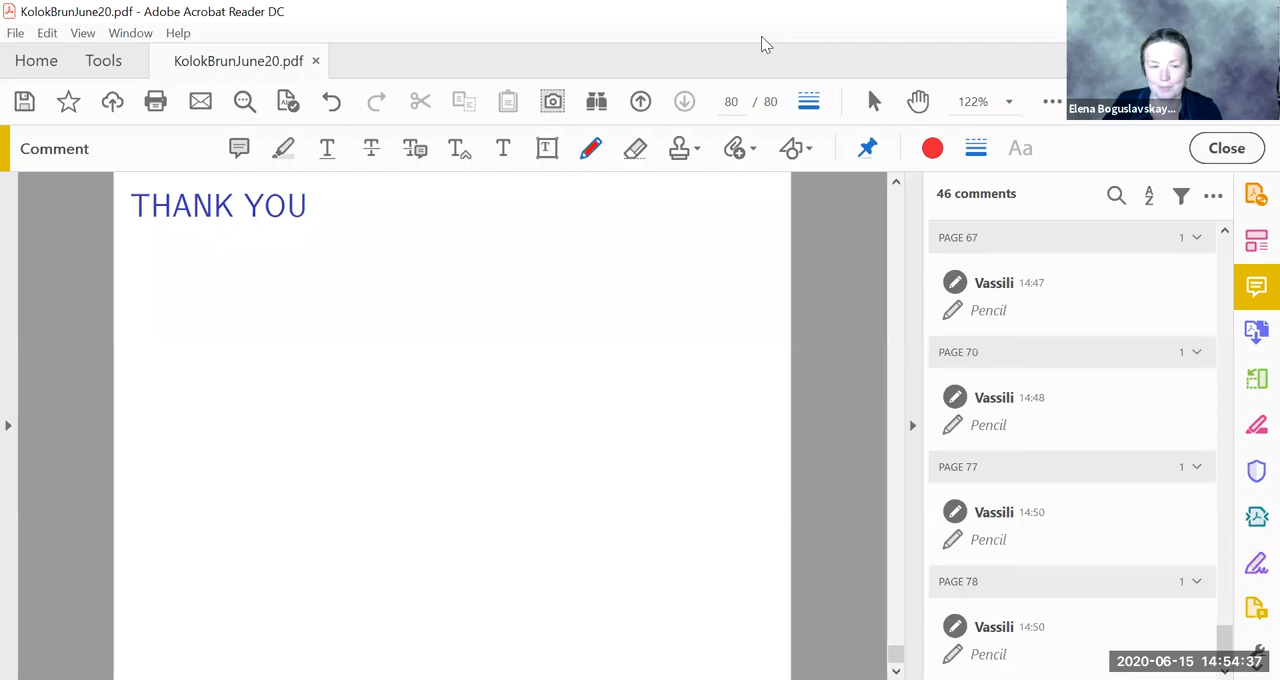 KolokBrunJune20.pdf - Adobe Acrobat Reader DC
File Edit View Window Help
Home Tools KolokBrunJune20.pdf ×
80 / 80 122%
Elena Boguslavskay...
Comment T T T T T T Aa Close
THANK YOU
46 comments
PAGE 67 1
Vassili 14:47
Pencil
PAGE 70 1
Vassili 14:48
Pencil
PAGE 77 1
Vassili 14:50
Pencil
PAGE 78 1
Vassili 14:50
Pencil
2020-06-15 14:54:37